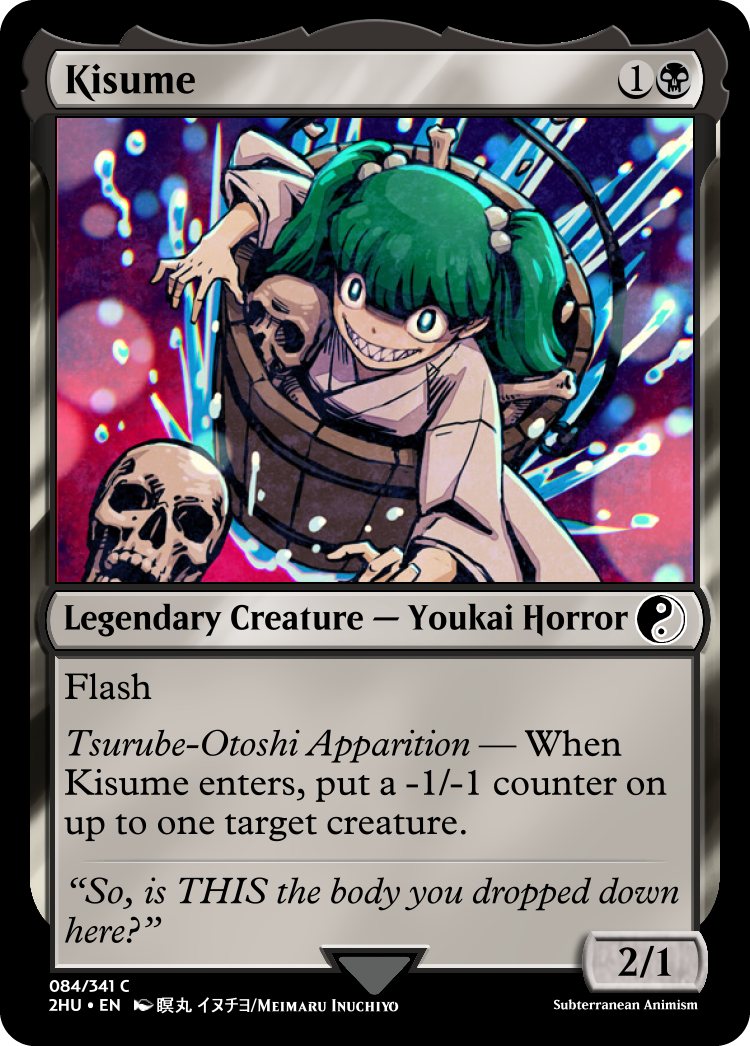 Kisume 1
Legendary Creature — Youkai Horror
Flash
Tsurube-Otoshi Apparition — When
Kisume enters, put a -1/-1 counter on
up to one target creature.
“So, is THIS the body you dropped down
here?”
2/1
084/341 C
2HU • EN 瞑丸 イヌチヨ/Meimaru Inuchiyo
Subterranean Animism